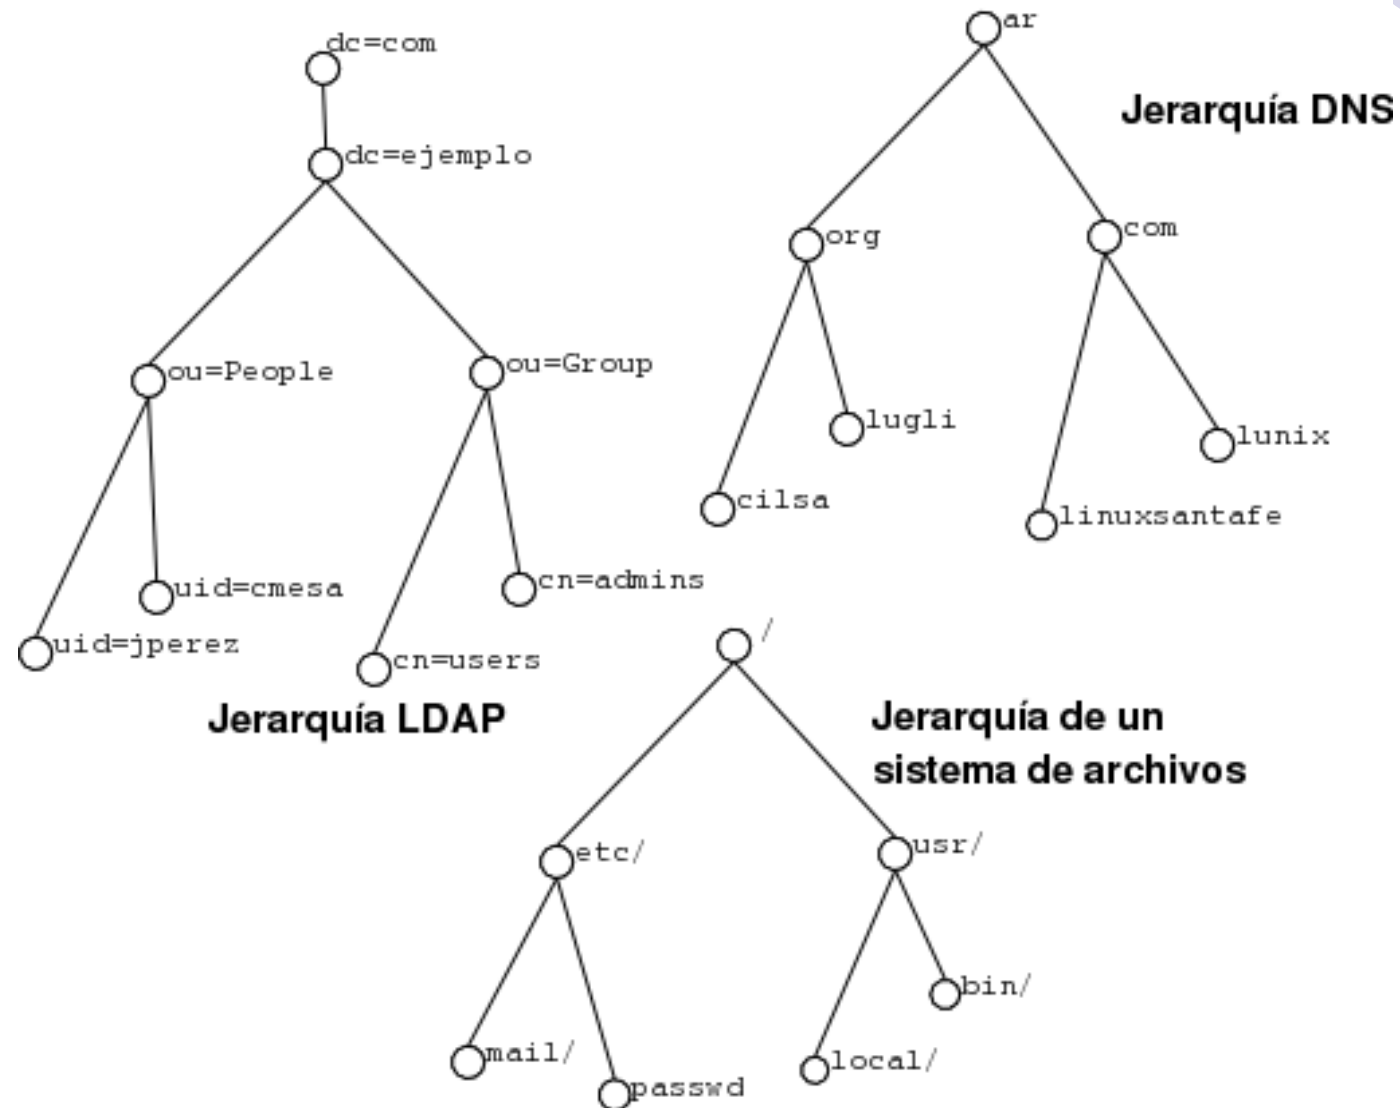 dc=com
dc=ejemplo
ou=People
ou=Group
uid=cmesa
uid=jperez
cn=admins
cn=users
Jerarquía LDAP
ar
Jerarquía DNS
org
com
lugli
lunix
cilsa
linuxsantafe
/
Jerarquía de un
sistema de archivos
etc/
usr/
bin/
mail/
local/
passwd